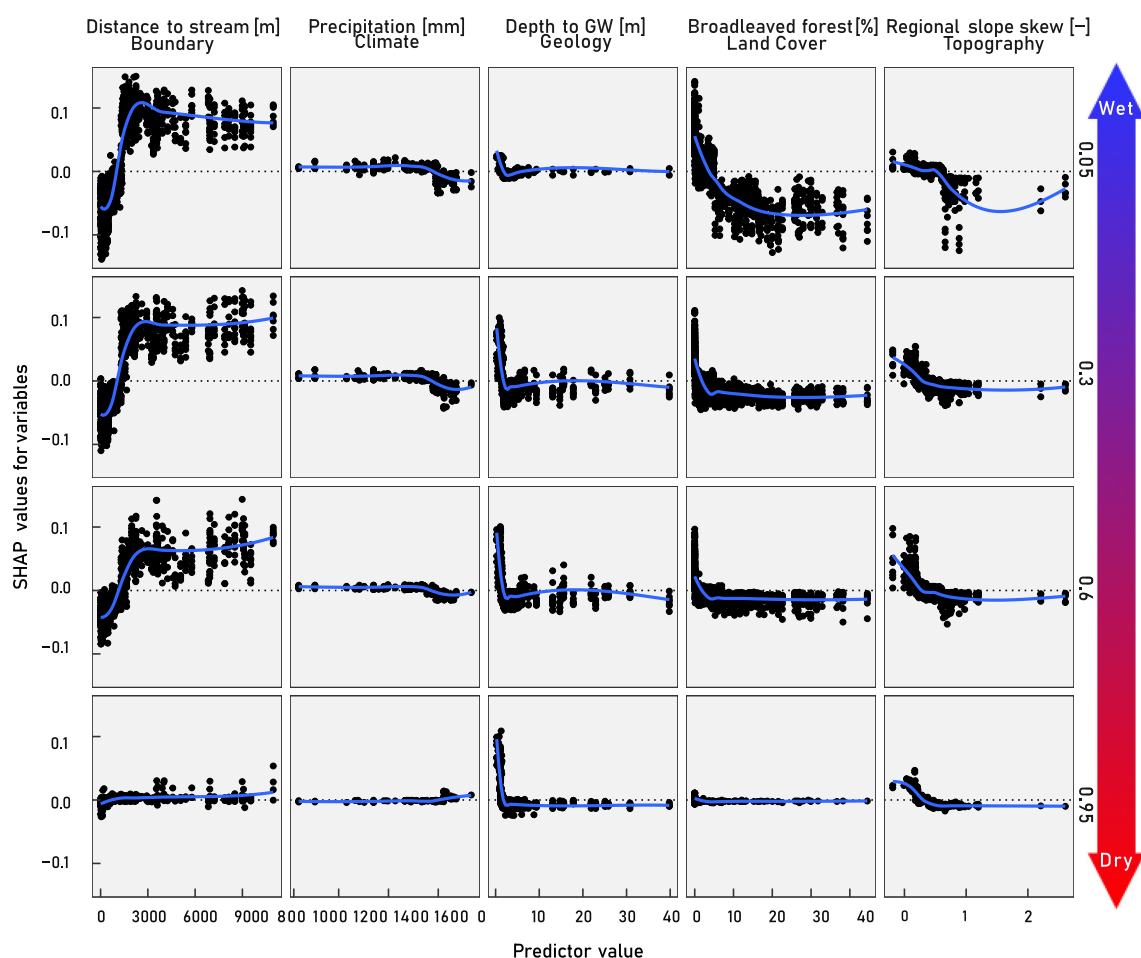 Distance to stream [m]
Boundary
Precipitation [mm]
Climate
Depth to GW [m]
Geology
Broadleaved forest[%]
Land Cover
Regional slope skew [−]
Topography
Wet
0.1
0.0
−0.1
0.05
0.1
0.0
−0.1
0.3
0.1
0.0
−0.1
0.6
0.1
0.0
−0.1
0.95
Dry
SHAP values for variables
0 3000 6000 9000
800 1000 1200 1400 1600
0 10 20 30 40
0 10 20 30 40
0 1 2
Predictor value